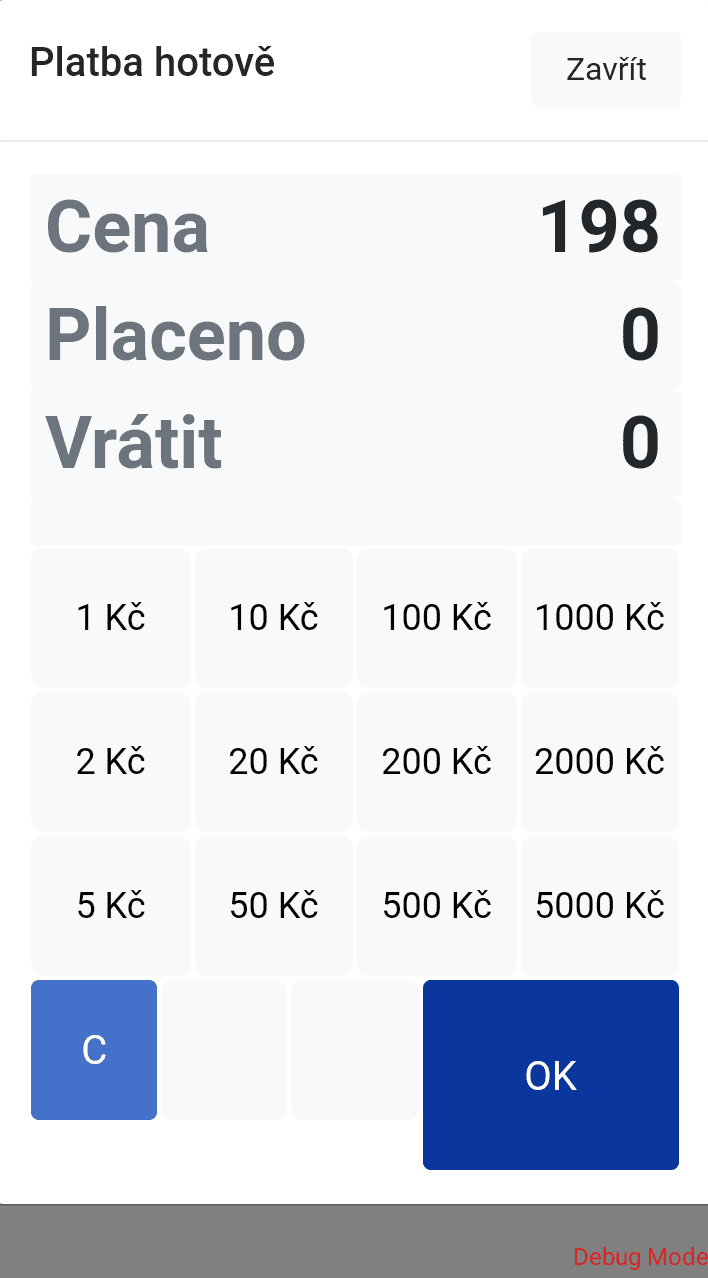 Platba hotově
Zavřít
Cena 198
Placeno 0
Vrátit 0
1 Kč 10 Kč 100 Kč 1000 Kč
2 Kč 20 Kč 200 Kč 2000 Kč
5 Kč 50 Kč 500 Kč 5000 Kč
C
OK
Debug Mode